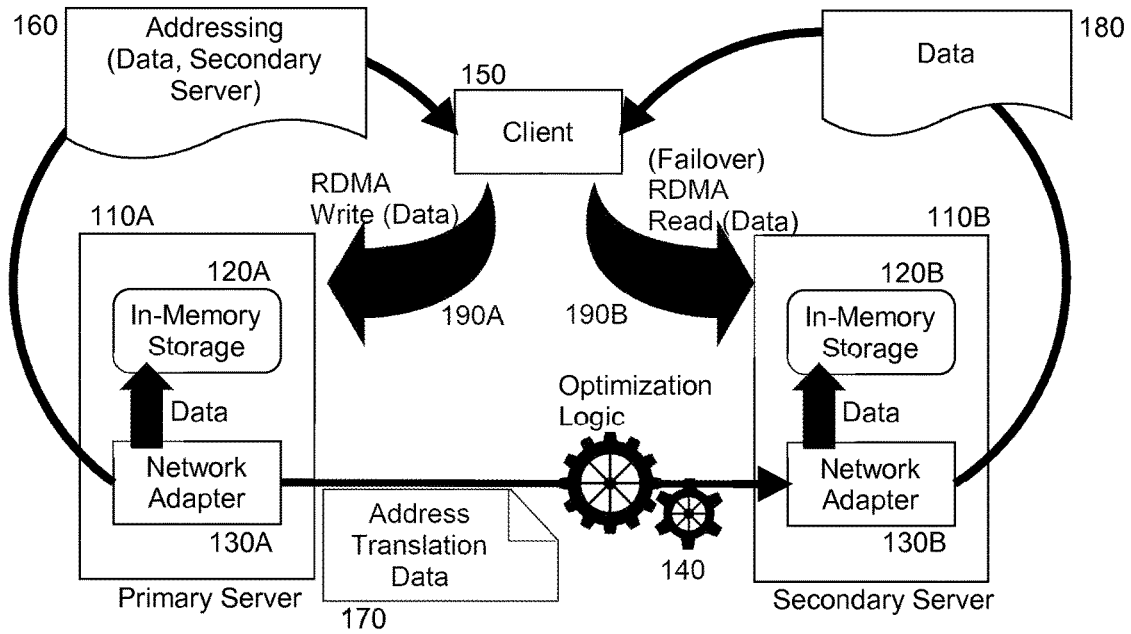 160
Addressing
(Data, Secondary
Server)
150
Client
Data
180
RDMA
Write (Data)
(Failover)
RDMA
Read (Data)
110A
110B
120A
In-Memory
Storage
190A
190B
120B
In-Memory
Storage
Data
Optimization
Logic
Data
Network
Adapter
130A
Address
Translation
Data
140
Network
Adapter
130B
Primary Server
170
Secondary Server